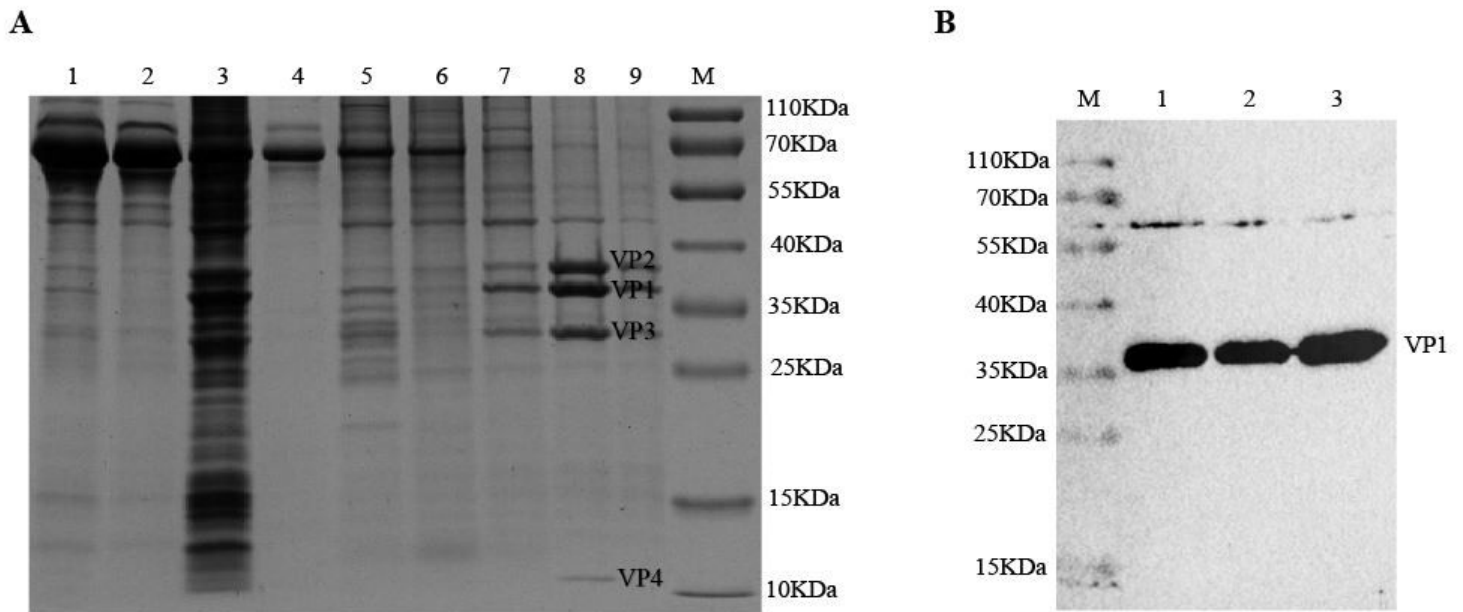 A
1 2 3 4 5 6 7 8 9 M
110KDa
70KDa
55KDa
40KDa
VP2
VP1
35KDa
VP3
25KDa
15KDa
VP4
10KDa
B
M 1 2 3
110KDa
70KDa
55KDa
40KDa
VP1
35KDa
25KDa
15KDa